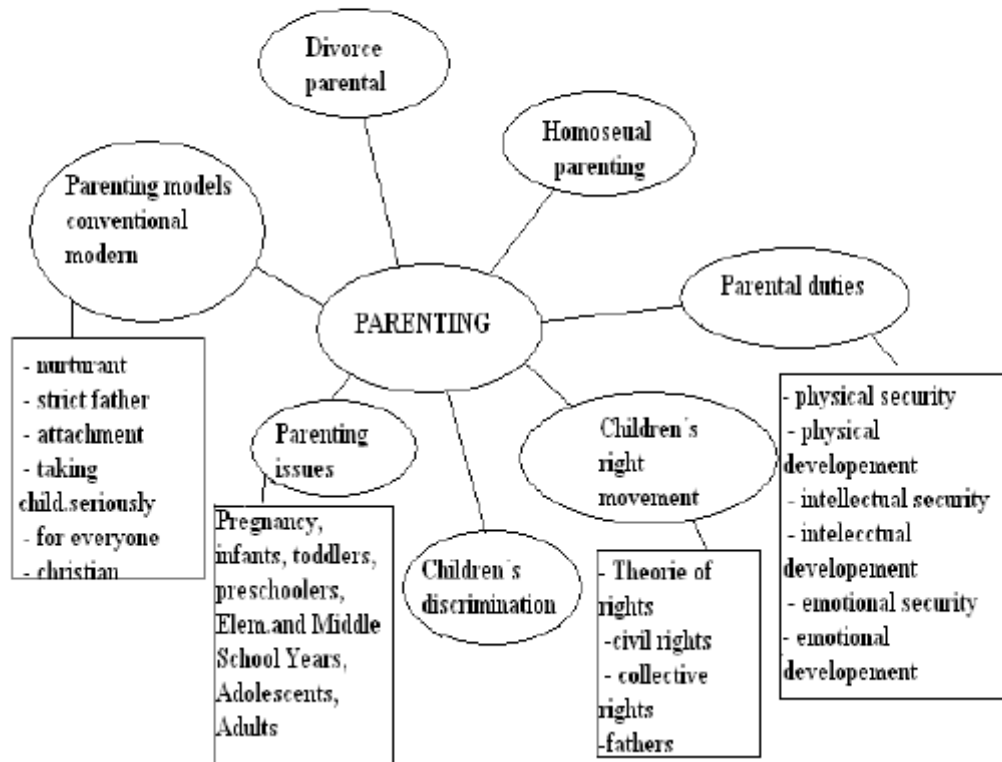 Divorce
parental
Homoseual
parenting
Parenting models
conventional
modern
PARENTING
Parental duties
- nurturant
- strict father
- attachment
- taking
child.seriously
- for everyone
- christian
Parenting
issues
Pregnancy,
infants, toddlers,
preschoolers,
Elem.and Middle
School Years,
Adolescents,
Adults
Children´s
discrimination
Children´s
right
movement
- Theorie of
rights
-civil rights
- collective
rights
-fathers
- physical security
- physical
developement
- intellectual security
- intelecctual
developement
- emotional security
- emotional
developement